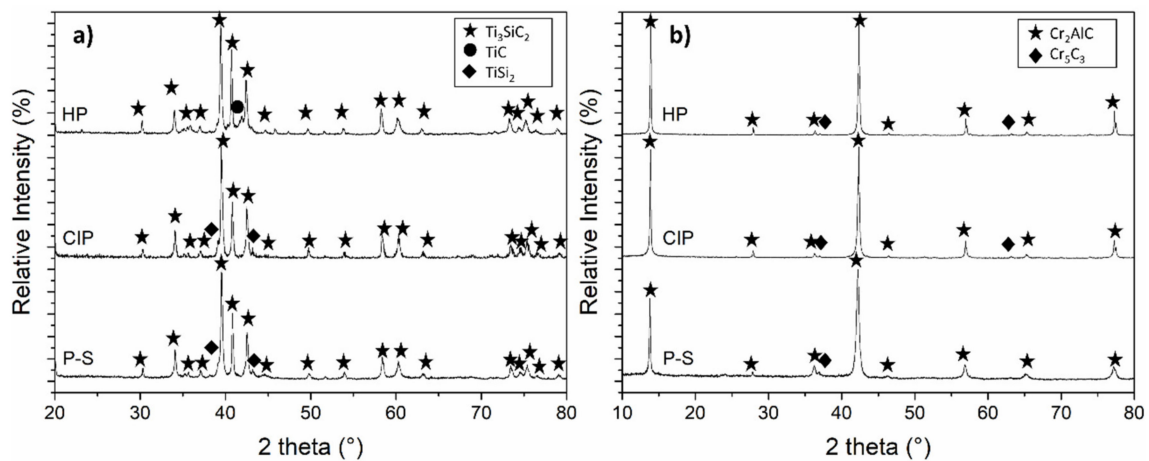 a)
Ti₃SiC₂
TiC
TiSi₂
HP
CIP
P-S
Relative Intensity (%)
20 30 40 50 60 70 80
2 theta (°)
b)
Cr₂AlC
Cr₅C₃
HP
CIP
P-S
Relative Intensity (%)
10 20 30 40 50 60 70 80
2 theta (°)